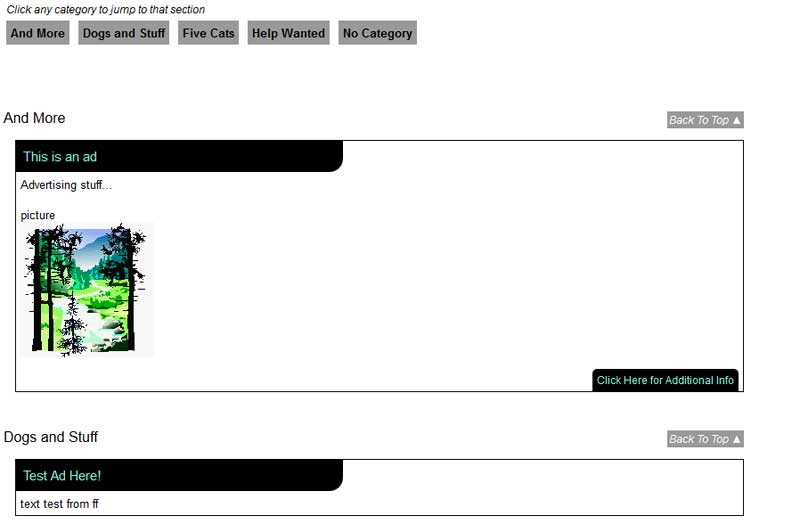 Click any category to jump to that section
And More Dogs and Stuff Five Cats Help Wanted No Category
And More
Back To Top ▲
This is an ad
Advertising stuff...
picture
Click Here for Additional Info
Dogs and Stuff
Back To Top ▲
Test Ad Here!
text test from ff